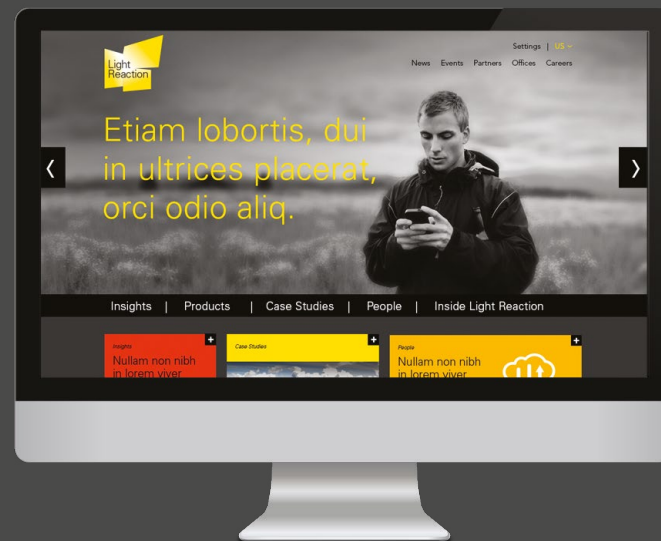 Light
Reaction
Settings | US
News Events Partners Offices Careers
Etiam lobortis, dui
in ultrices placerat,
orci odio aliq.
Insights | Products | Case Studies | People | Inside Light Reaction
Insights
Nullam non nibh
in lorem viver
Case Studies
People
Nullam non nibh
in lorem viver